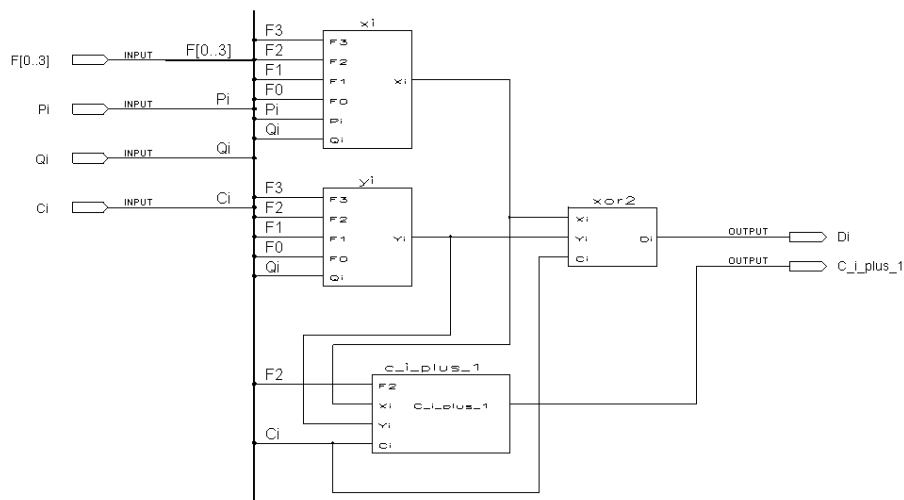 xi
F3
F3
F[0..3]
INPUT
F[0..3]
F2
F2
F1
F1
Xi
F0
F0
Pi
INPUT
Pi
Pi
Pi
Qi
Qi
Qi
INPUT
Qi
yi
Ci
INPUT
Ci
F3
F3
F2
F2
F1
F1
Yi
F0
F0
Qi
Qi
xor2
Xi
Yi
Di
Ci
OUTPUT
Di
OUTPUT
C_i_plus_1
c_i_plus_1
F2
F2
Xi
C_i_plus_1
Yi
Ci
Ci